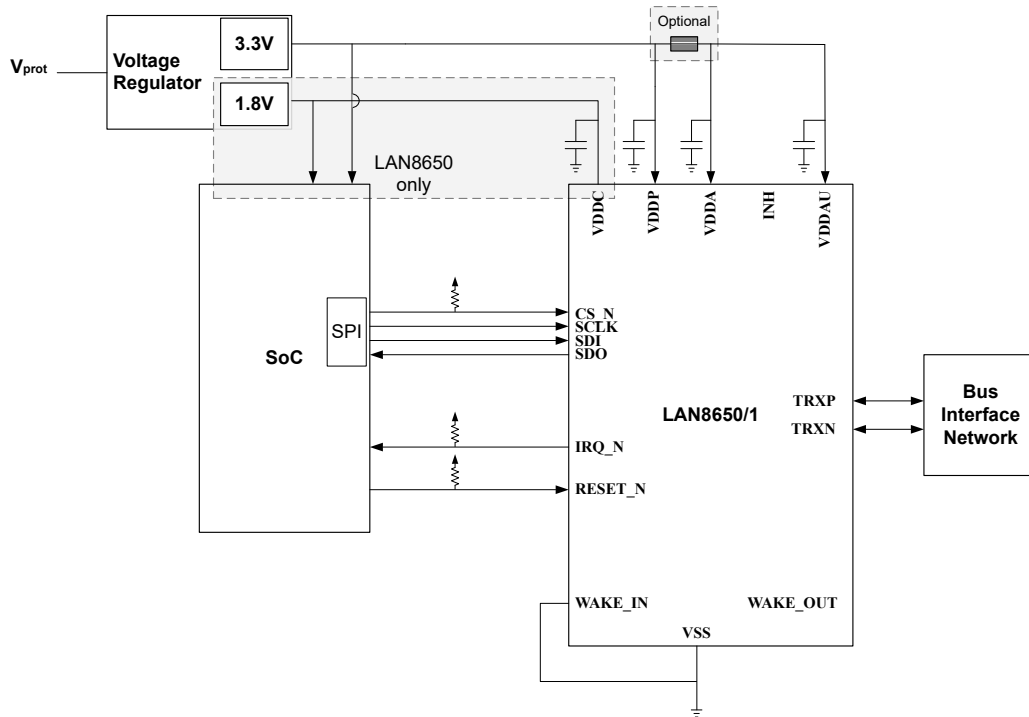 Optional
3.3V
Vprot
Voltage
Regulator
1.8V
LAN8650
only
VDDC
VDDP
VDDA
INH
VDDAU
SPI
SoC
CS_N
SCLK
SDI
SDO
LAN8650/1
TRXP
TRXN
Bus
Interface
Network
IRQ_N
RESET_N
WAKE_IN
WAKE_OUT
VSS